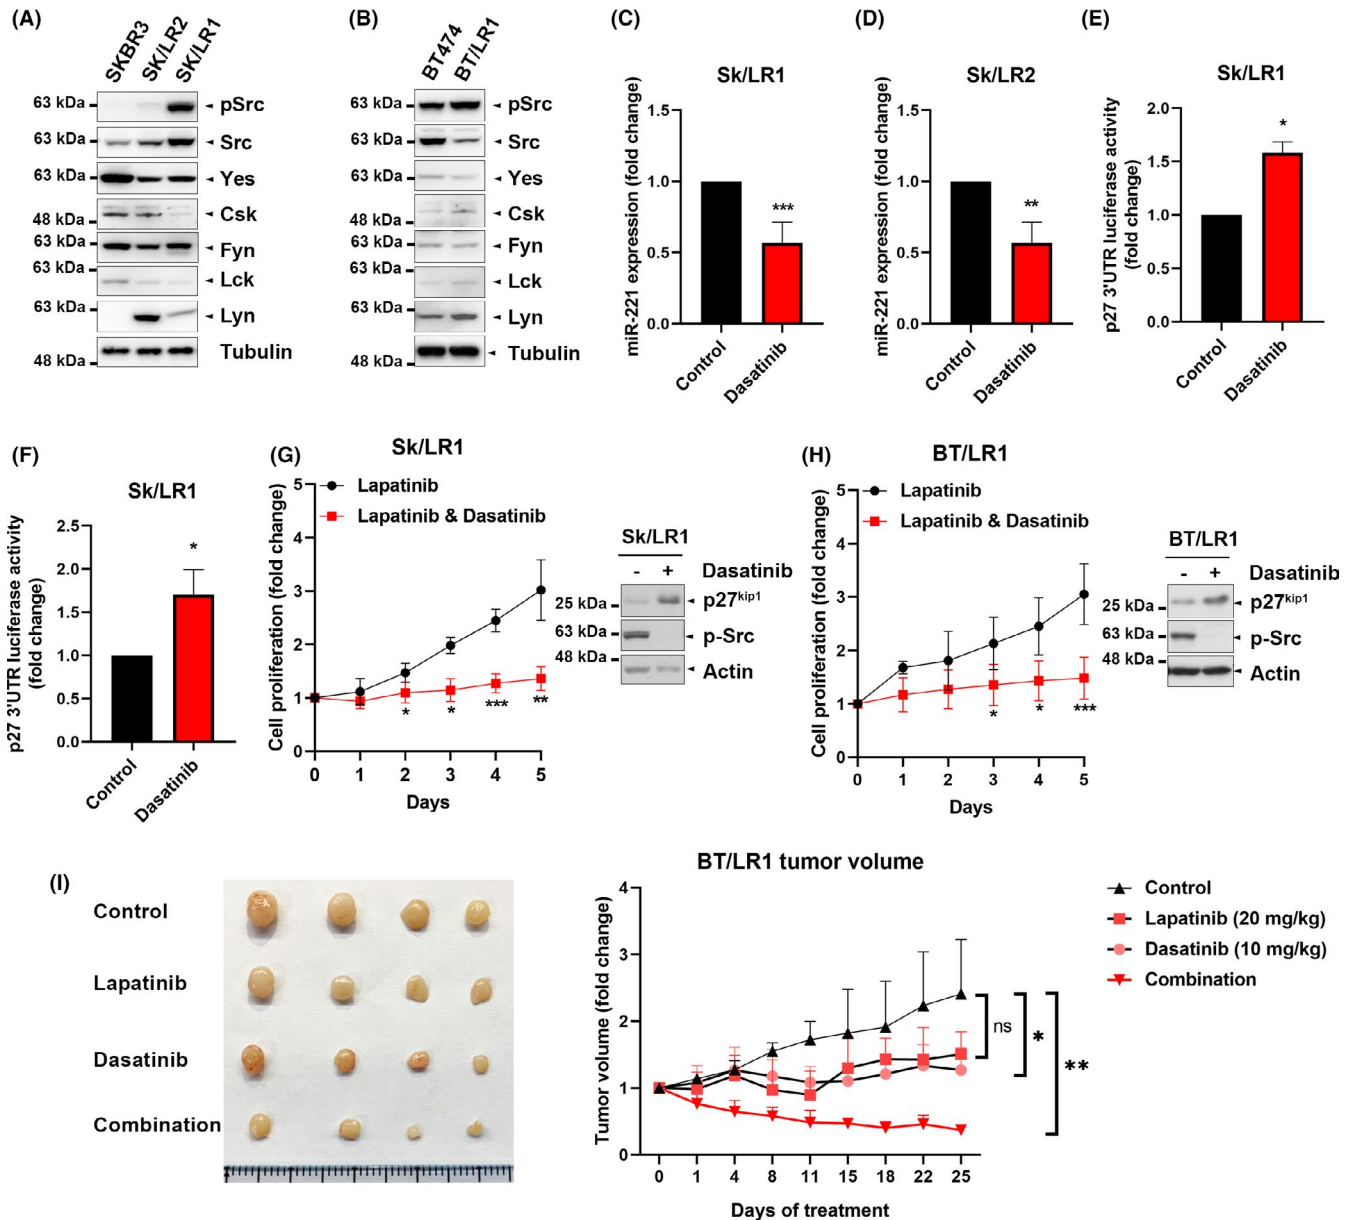 (A)
SKBR3
SK/LR2
SK/LR1
63 kDa
pSrc
63 kDa
Src
63 kDa
Yes
48 kDa
Csk
63 kDa
Fyn
63 kDa
Lck
63 kDa
Lyn
48 kDa
Tubulin
(B)
BT474
BT/LR1
63 kDa
pSrc
63 kDa
Src
63 kDa
Yes
48 kDa
Csk
63 kDa
Fyn
63 kDa
Lck
63 kDa
Lyn
48 kDa
Tubulin
(C)
Sk/LR1
miR-221 expression (fold change)
1.5
1.0
0.5
0.0
***
Control
Dasatinib
(D)
Sk/LR2
miR-221 expression (fold change)
1.5
1.0
0.5
0.0
**
Control
Dasatinib
(E)
Sk/LR1
p27 3'UTR luciferase activity
(fold change)
2.0
1.5
1.0
0.5
0.0
*
Control
Dasatinib
(F)
Sk/LR1
p27 3'UTR luciferase activity
(fold change)
2.5
2.0
1.5
1.0
0.5
0.0
*
Control
Dasatinib
(G)
Sk/LR1
Cell proliferation (fold change)
5
4
3
2
1
0
Lapatinib
Lapatinib & Dasatinib
* * *** **
0 1 2 3 4 5
Days
Sk/LR1
- + Dasatinib
25 kDa
p27kip1
63 kDa
p-Src
48 kDa
Actin
(H)
BT/LR1
Cell proliferation (fold change)
5
4
3
2
1
0
Lapatinib
Lapatinib & Dasatinib
* * ***
0 1 2 3 4 5
Days
BT/LR1
- + Dasatinib
25 kDa
p27kip1
63 kDa
p-Src
48 kDa
Actin
(I)
Control
Lapatinib
Dasatinib
Combination
BT/LR1 tumor volume
Tumor volume (fold change)
4
3
2
1
0
0 1 4 8 11 15 18 22 25
Days of treatment
ns
*
**
Control
Lapatinib (20 mg/kg)
Dasatinib (10 mg/kg)
Combination